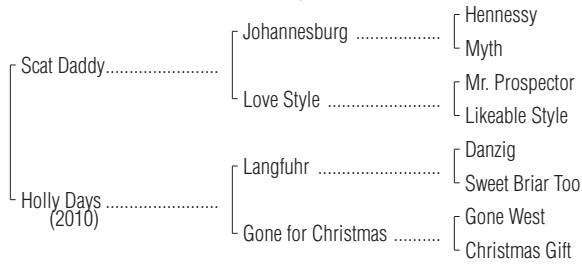 Hennessy
Johannesburg ..................
Myth
Scat Daddy........................
Mr. Prospector
Love Style ........................
Likeable Style
Danzig
Langfuhr ..........................
Sweet Briar Too
Holly Days ........................
(2010)
Gone West
Gone for Christmas ..........
Christmas Gift